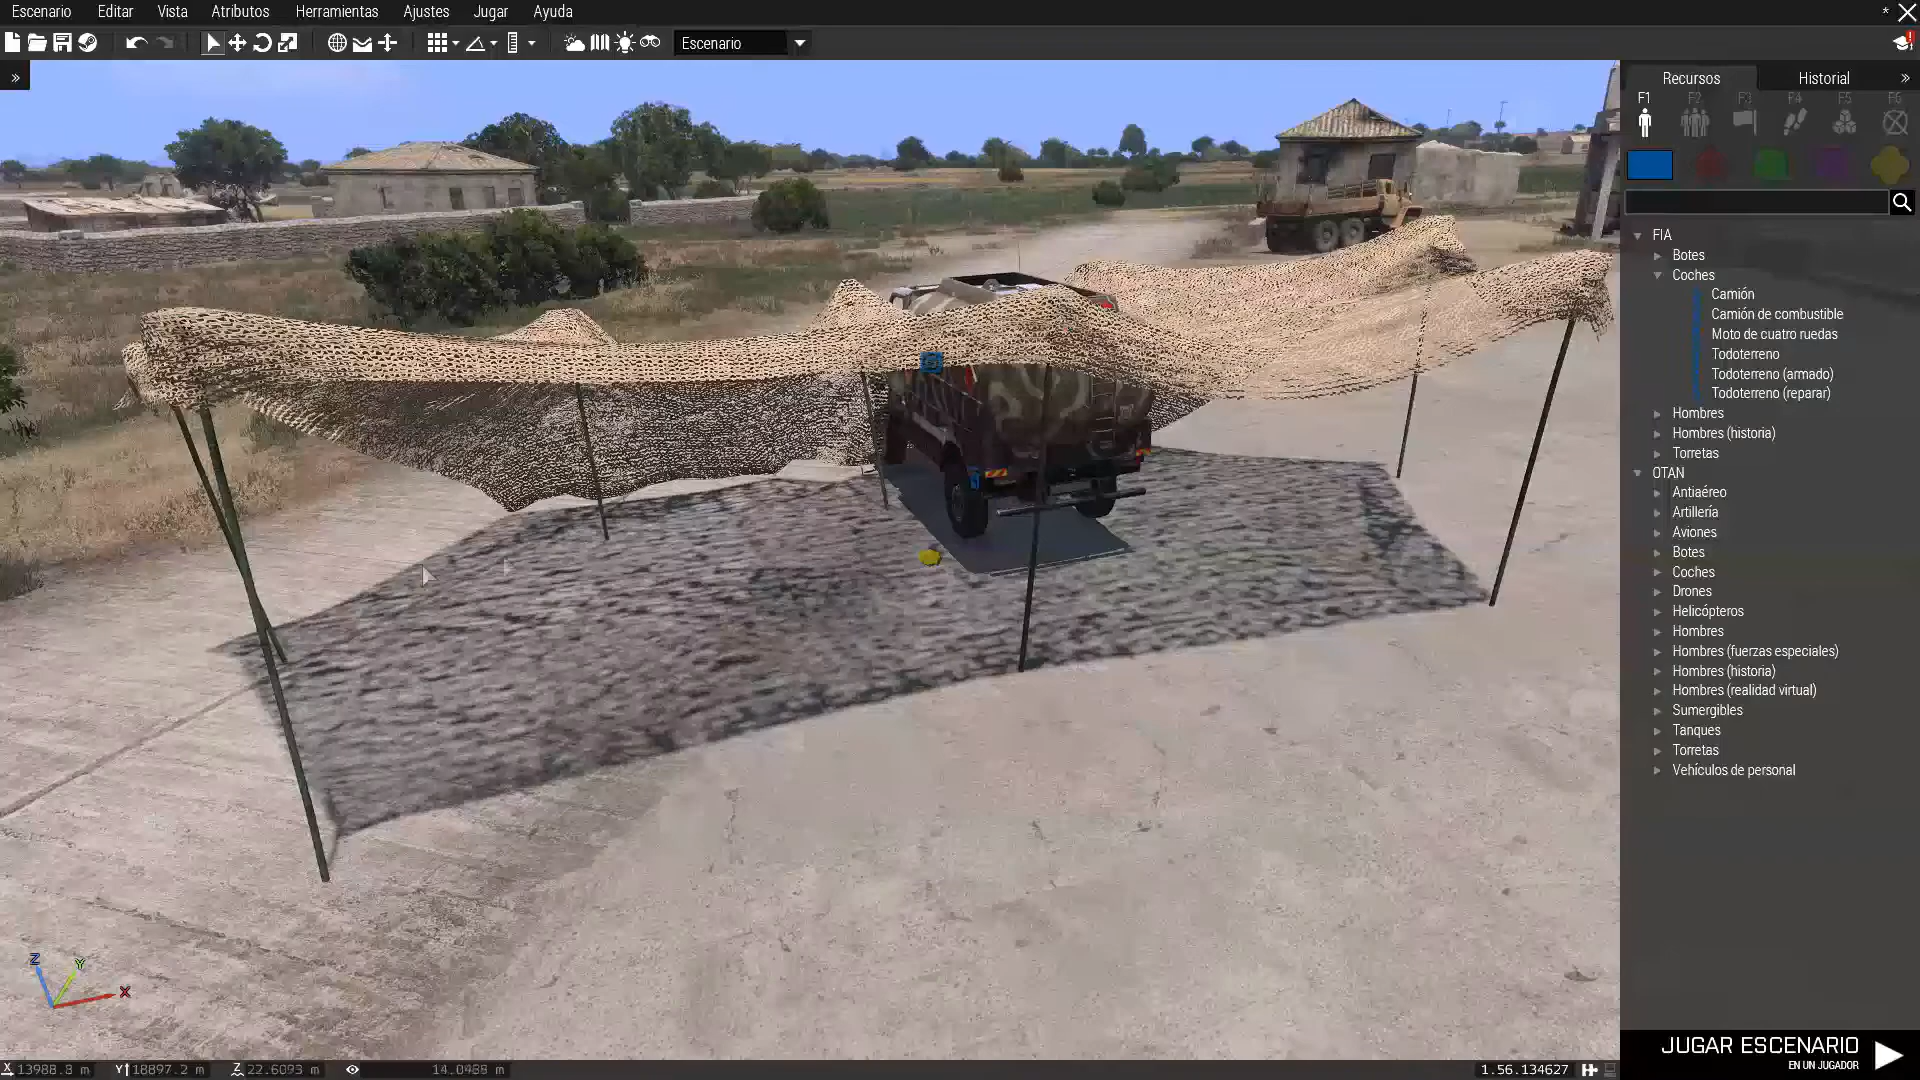 Escenario Editar Vista Atributos Herramientas Ajustes Jugar Ayuda
*
Escenario
Recursos Historial
F1 F2 F3 F4 F5 F6
FIA
Botes
Coches
Camión
Camión de combustible
Moto de cuatro ruedas
Todoterreno
Todoterreno (armado)
Todoterreno (reparar)
Hombres
Hombres (historia)
Torretas
OTAN
Antiaéreo
Artillería
Aviones
Botes
Coches
Drones
Helicópteros
Hombres
Hombres (fuerzas especiales)
Hombres (historia)
Hombres (realidad virtual)
Sumergibles
Tanques
Torretas
Vehículos de personal
Z Y X
JUGAR ESCENARIO
EN UN JUGADOR
X 13988.3 m Y 18897.2 m Z 22.6093 m 14.0488 m 1.56.134627